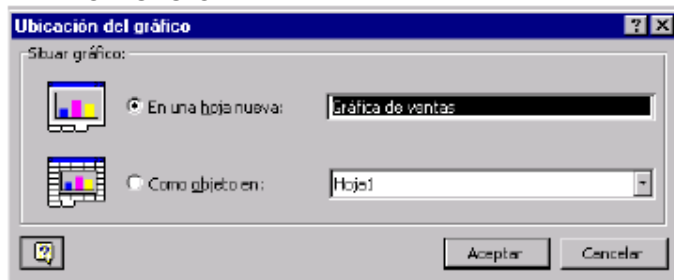 Ubicación del gráfico
Situar gráfico:
En una hoja nueva: Gráfica de ventas
Como objeto en: Hoja1
Aceptar Cancelar